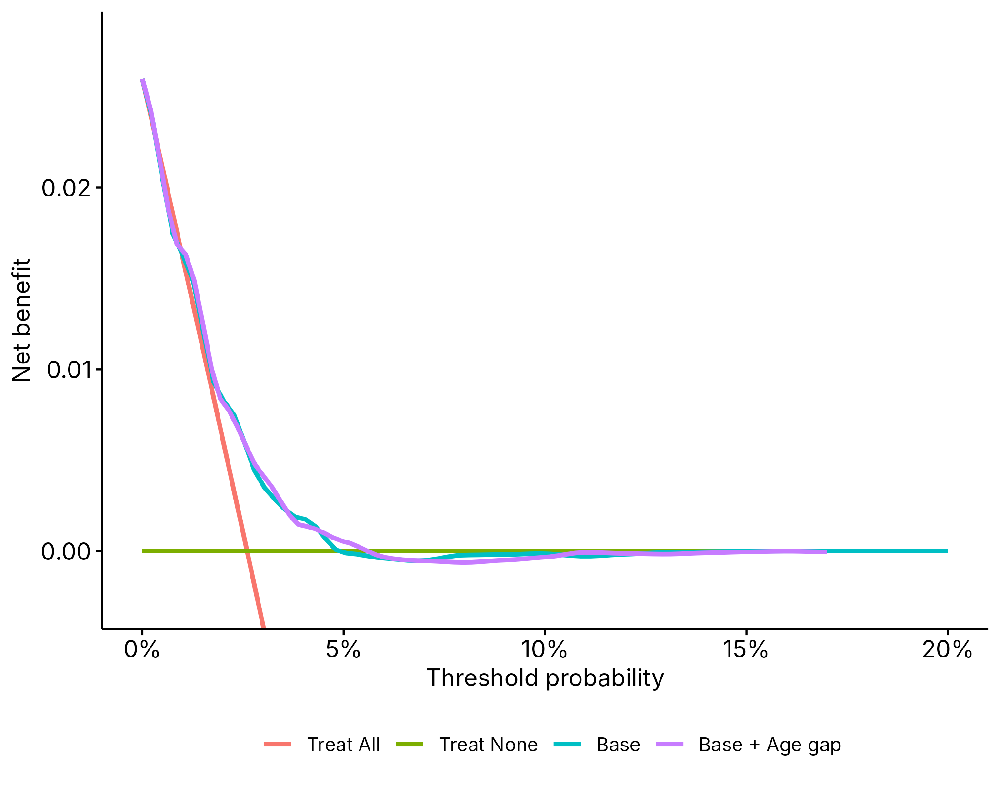 Net benefit
0.02
0.01
0.00
0% 5% 10% 15% 20%
Threshold probability
Treat All Treat None Base Base + Age gap